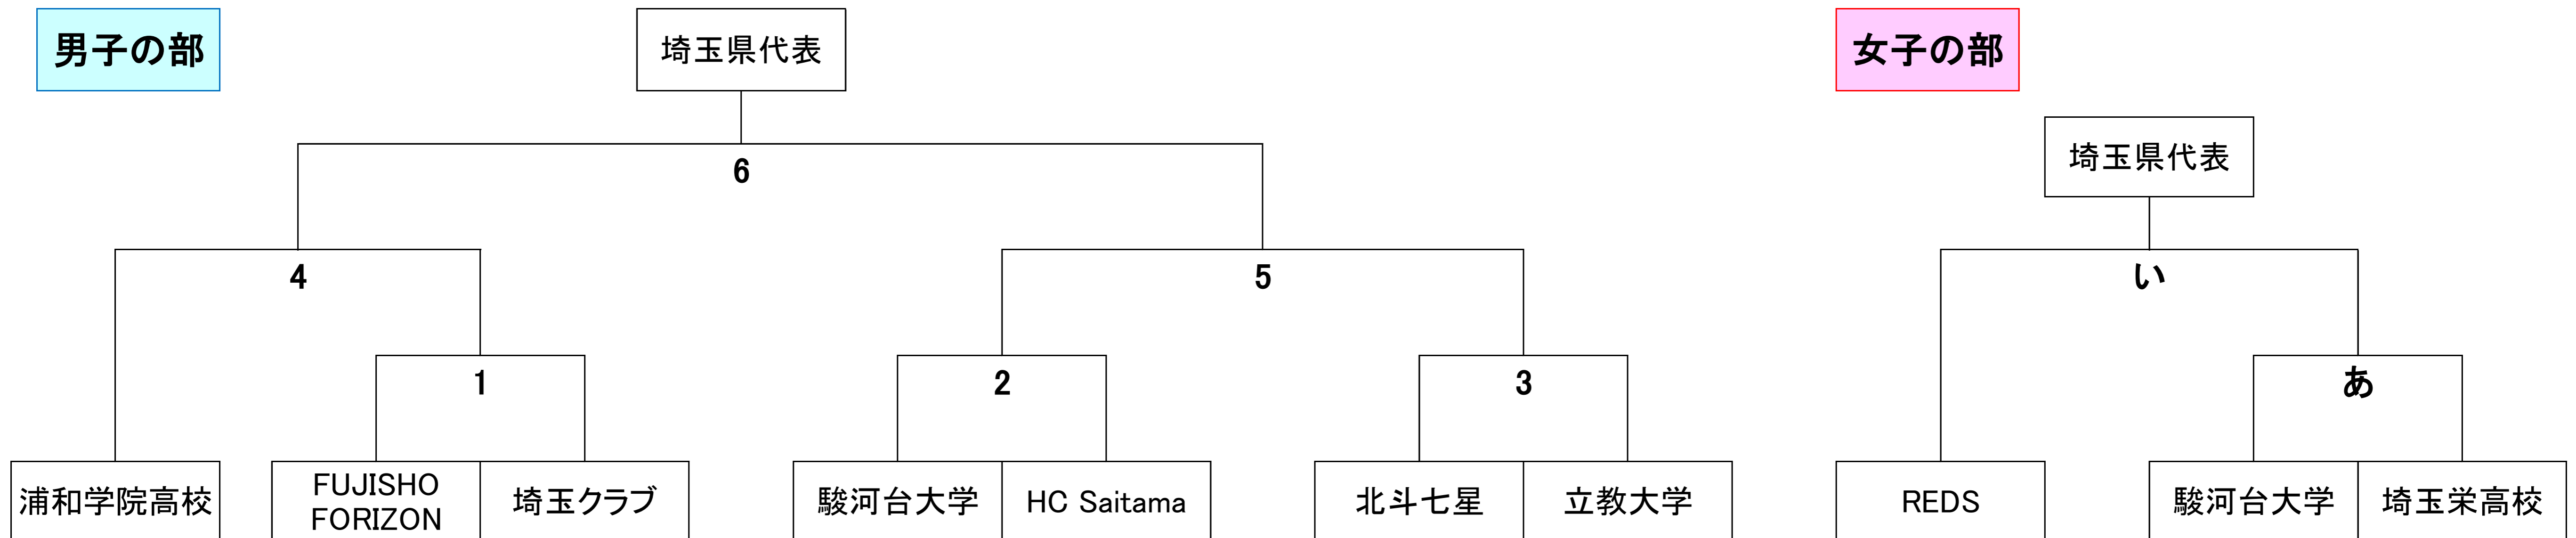 男子の部
埼玉県代表
女子の部
埼玉県代表
6
4
5
い
1
2
3
あ
浦和学院高校
FUJISHO
FORIZON
埼玉クラブ
駿河台大学
HC Saitama
北斗七星
立教大学
REDS
駿河台大学
埼玉栄高校